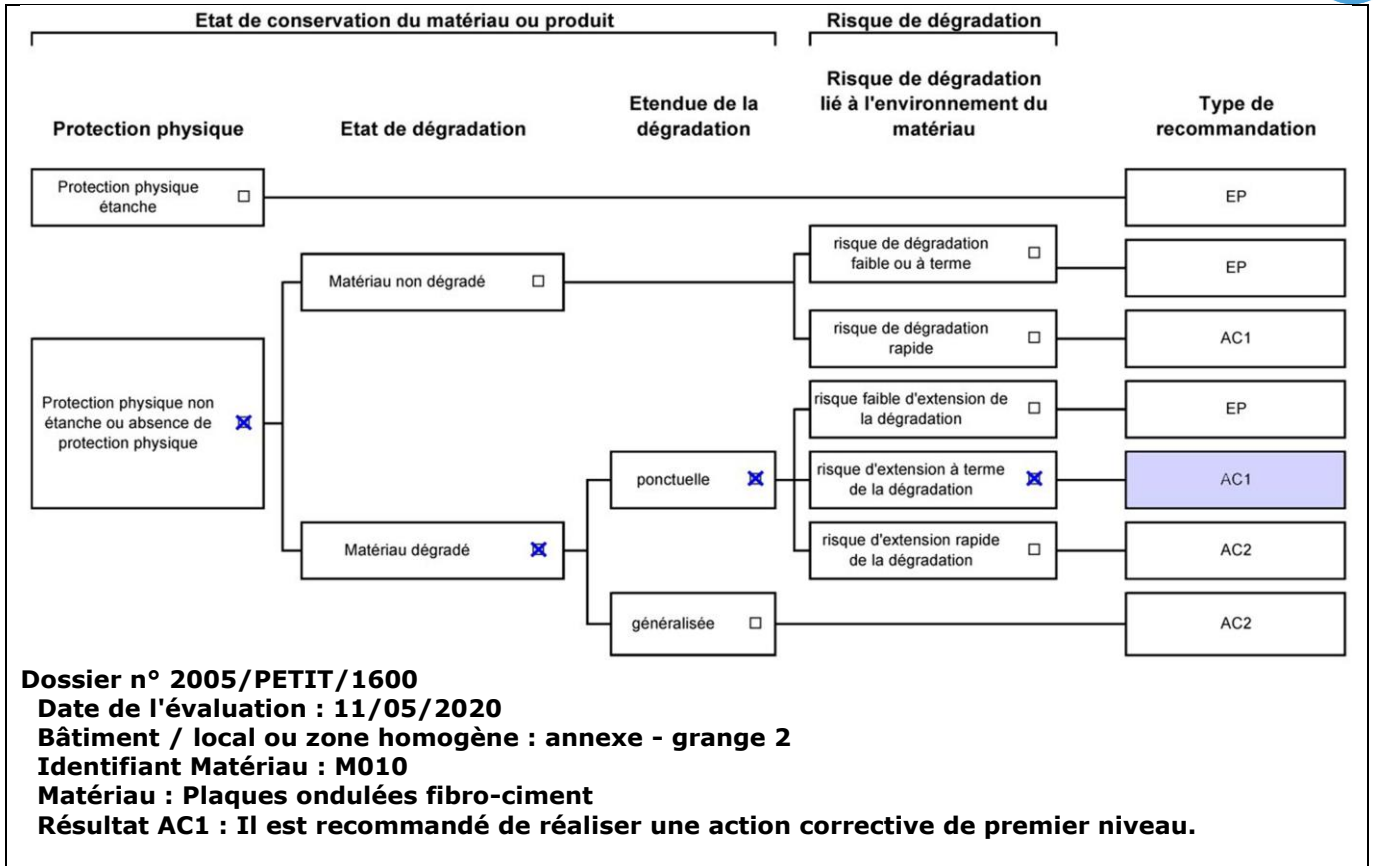 Etat de conservation du matériau ou produit
Risque de dégradation
Protection physique
Etat de dégradation
Etendue de la
dégradation
Risque de dégradation
lié à l'environnement du
matériau
Type de
recommandation
Protection physique
étanche
EP
risque de dégradation
faible ou à terme
Matériau non dégradé
EP
risque de dégradation
rapide
AC1
Protection physique non
étanche ou absence de
protection physique
risque faible d'extension de
la dégradation
EP
ponctuelle
risque d'extension à terme
de la dégradation
AC1
Matériau dégradé
risque d'extension rapide
de la dégradation
AC2
généralisée
AC2
Dossier n° 2005/PETIT/1600
Date de l'évaluation : 11/05/2020
Bâtiment / local ou zone homogène : annexe - grange 2
Identifiant Matériau : M010
Matériau : Plaques ondulées fibro-ciment
Résultat AC1 : Il est recommandé de réaliser une action corrective de premier niveau.